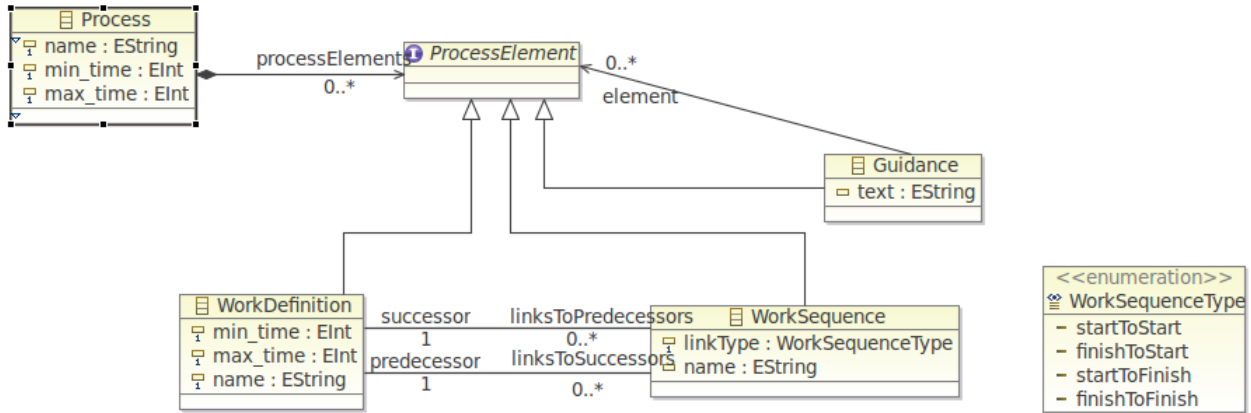 Process
name : EString
min_time : EInt
max_time : EInt
processElements
0..*
ProcessElement
0..*
element
Guidance
text : EString
WorkDefinition
min_time : EInt
max_time : EInt
name : EString
successor
1
predecessor
1
linksToPredecessors
0..*
linksToSuccessors
0..*
WorkSequence
linkType : WorkSequenceType
name : EString
<<enumeration>>
WorkSequenceType
startToStart
finishToStart
startToFinish
finishToFinish